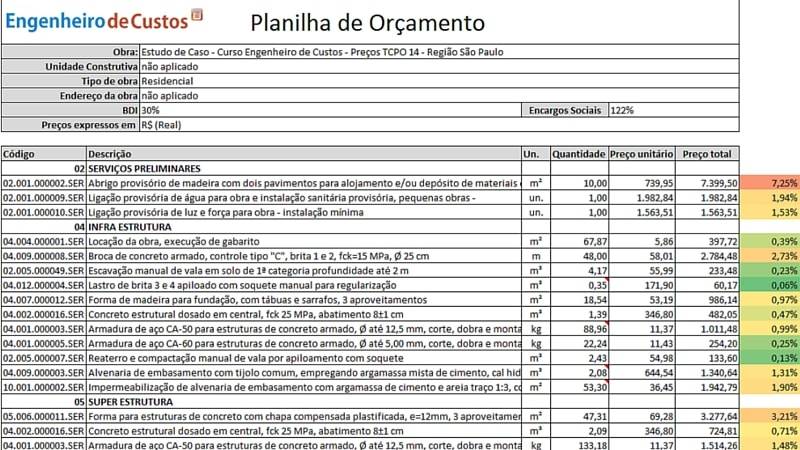 Engenheiro de Custos
Planilha de Orçamento
Obra: Estudo de Caso - Curso Engenheiro de Custos - Preços TCPO 14 - Região São Paulo
Unidade Construtiva não aplicado
Tipo de obra Residencial
Endereço da obra não aplicado
BDI 30% Encargos Sociais 122%
Preços expressos em R$ (Real)
Código Descrição Un. Quantidade Preço unitário Preço total
02 SERVIÇOS PRELIMINARES
02.001.000002.SER Abrigo provisório de madeira com dois pavimentos para alojamento e/ou depósito de materiais m² 10,00 739,95 7.399,50 7,25%
02.001.000009.SER Ligação provisória de água para obra e instalação sanitária provisória, pequenas obras - un. 1,00 1.982,84 1.982,84 1,94%
02.001.000010.SER Ligação provisória de luz e força para obra - instalação mínima un. 1,00 1.563,51 1.563,51 1,53%
04 INFRA ESTRUTURA
04.004.000001.SER Locação da obra, execução de gabarito m² 67,87 5,86 397,72 0,39%
04.009.000008.SER Broca de concreto armado, controle tipo "C", brita 1 e 2, fck=15 MPa, Ø 25 cm m 48,00 58,01 2.784,48 2,73%
02.005.000049.SER Escavação manual de vala em solo de 1ª categoria profundidade até 2 m m³ 4,17 55,99 233,48 0,23%
04.012.000004.SER Lastro de brita 3 e 4 apiloado com soquete manual para regularização m³ 0,35 171,90 60,17 0,06%
04.007.000012.SER Forma de madeira para fundação, com tábuas e sarrafos, 3 aproveitamentos m² 18,54 53,19 986,14 0,97%
04.002.000016.SER Concreto estrutural dosado em central, fck 25 MPa, abatimento 8±1 cm m³ 1,39 346,80 482,05 0,47%
04.001.000003.SER Armadura de aço CA-50 para estruturas de concreto armado, Ø até 12,5 mm, corte, dobra e monta kg 88,96 11,37 1.011,48 0,99%
04.001.000005.SER Armadura de aço CA-60 para estruturas de concreto armado, Ø até 5,00 mm, corte, dobra e monta kg 22,24 11,43 254,20 0,25%
02.005.000007.SER Reaterro e compactação manual de vala por apiloamento com soquete m³ 2,43 54,98 133,60 0,13%
04.009.000003.SER Alvenaria de embasamento com tijolo comum, empregando argamassa mista de cimento, cal hid m³ 2,08 644,54 1.340,64 1,31%
10.001.000002.SER Impermeabilização de alvenaria de embasamento com argamassa de cimento e areia traço 1:3, co m² 53,30 36,45 1.942,79 1,90%
05 SUPER ESTRUTURA
05.006.000011.SER Forma para estruturas de concreto com chapa compensada plastificada, e=12mm, 3 aproveitamer m² 47,31 69,28 3.277,64 3,21%
04.002.000016.SER Concreto estrutural dosado em central, fck 25 MPa, abatimento 8±1 cm m³ 2,09 346,80 724,81 0,71%
04.001.000003.SER Armadura de aço CA-50 para estruturas de concreto armado, Ø até 12,5 mm, corte, dobra e monta kg 133,18 11,37 1.514,26 1,48%